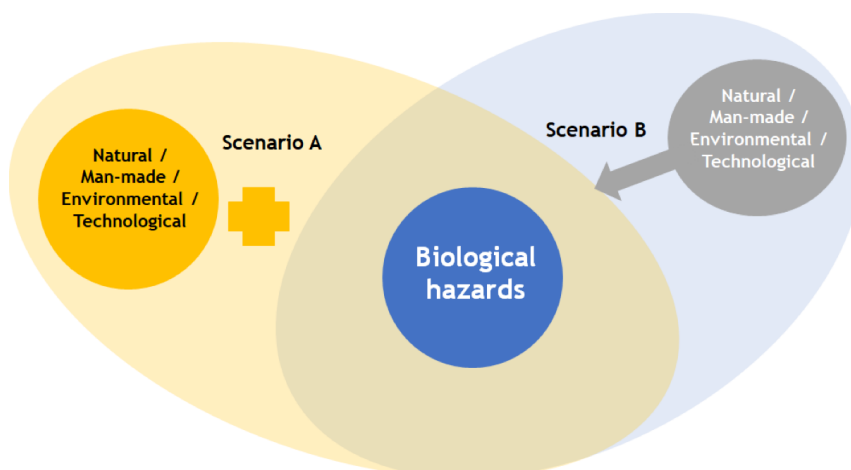 Natural /
Man-made /
Environmental /
Technological
Scenario A
Biological
hazards
Scenario B
Natural /
Man-made /
Environmental /
Technological